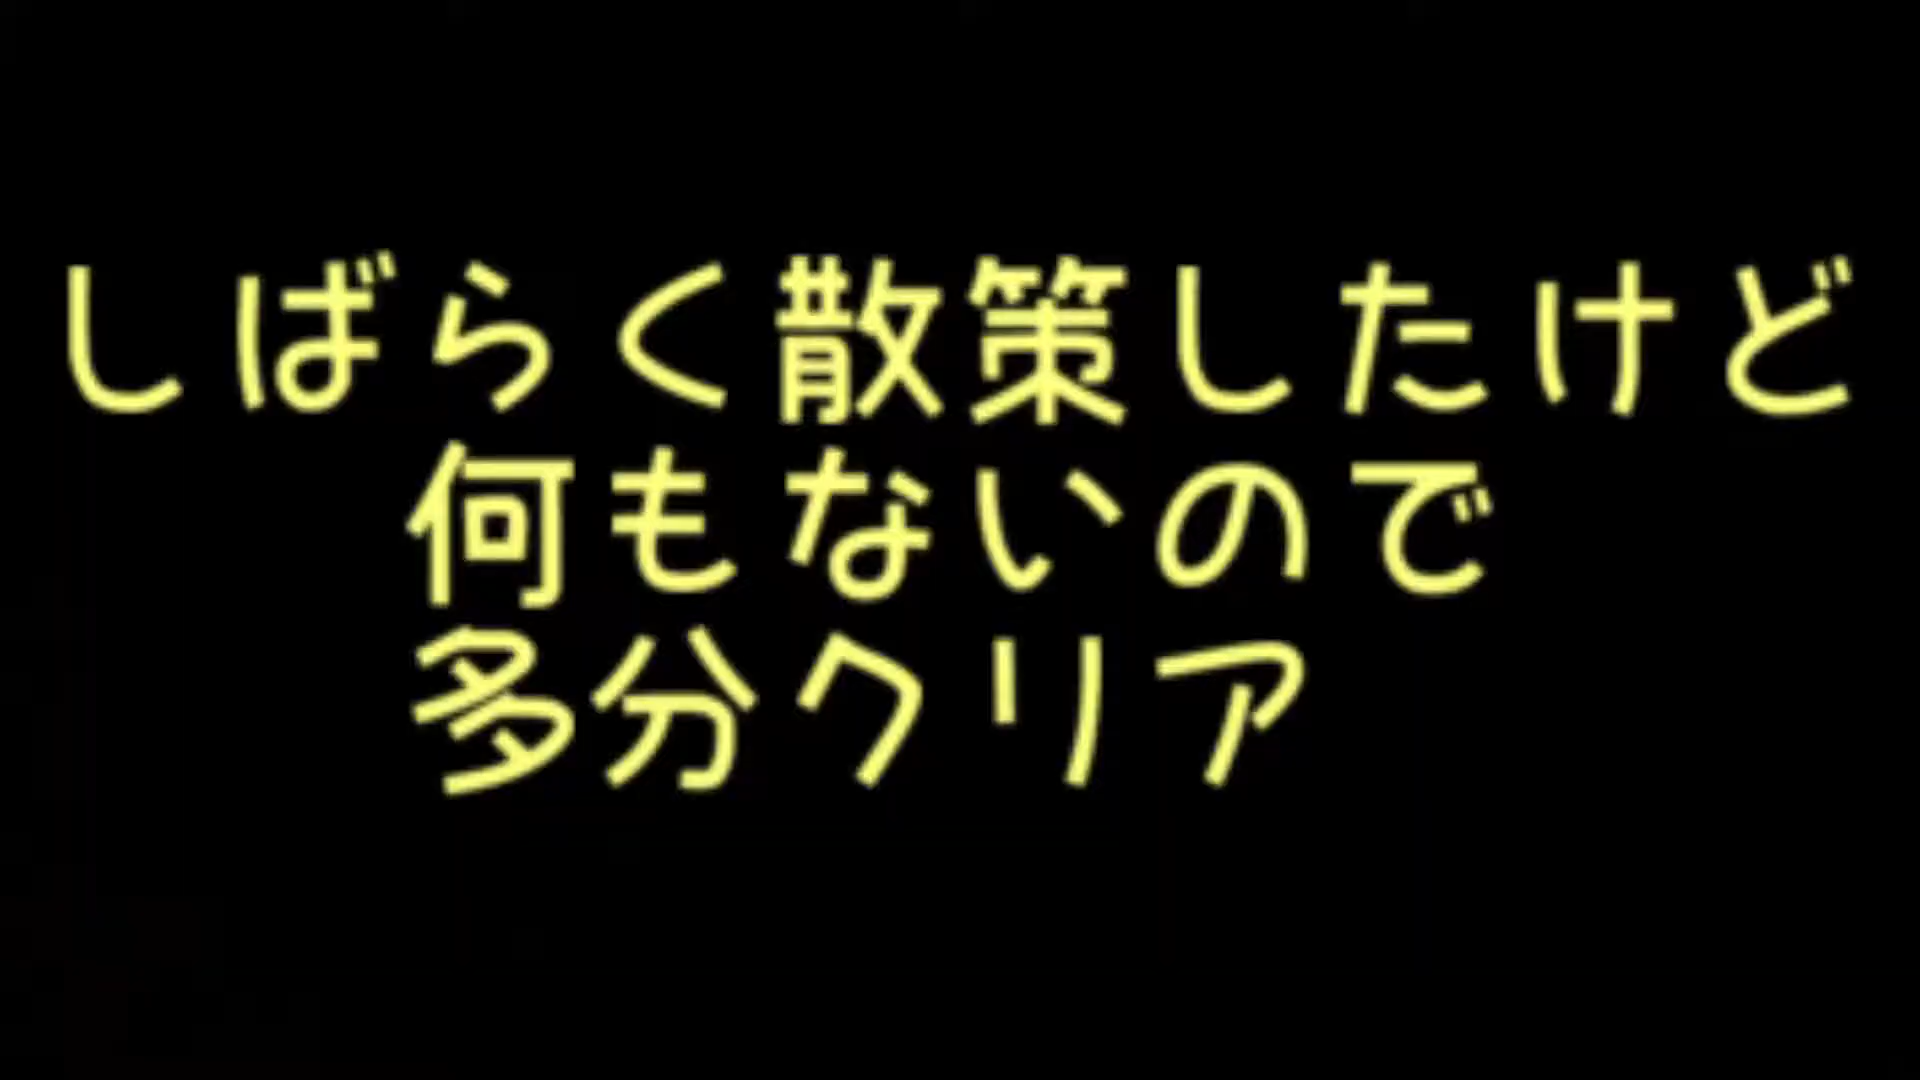 しばらく散策したけど
何もないので
多分クリア